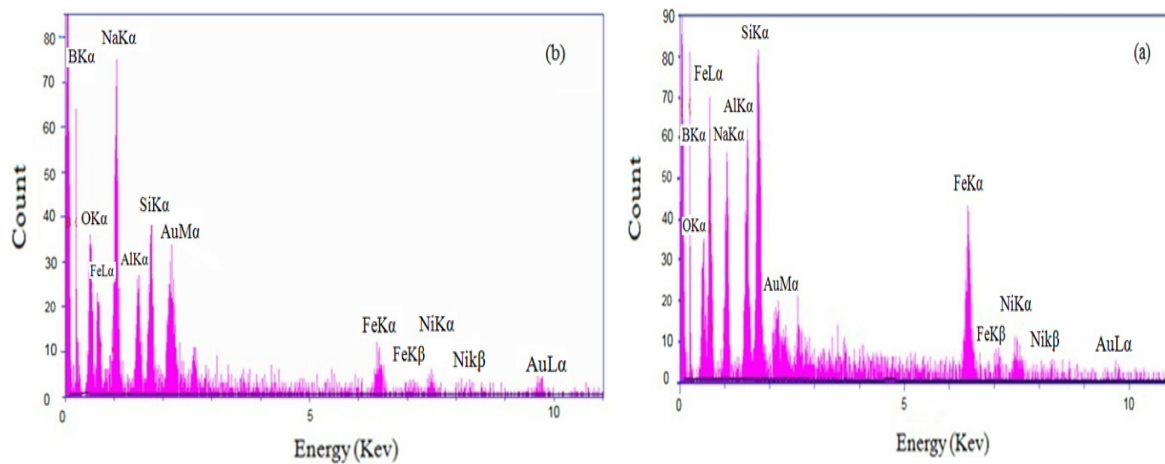 (b)
80
70
60
50
40
30
20
10
0
Count
BKα
NaKα
OKα
FeLα
AlKα
SiKα
AuMα
FeKα
FeKβ
NiKα
Nikβ
AuLα
0
5
10
Energy (Kev)
(a)
90
80
70
60
50
40
30
20
10
0
Count
SiKα
FeLα
AlKα
BKα
NaKα
OKα
AuMα
FeKα
FeKβ
NiKα
Nikβ
AuLα
0
5
10
Energy (Kev)